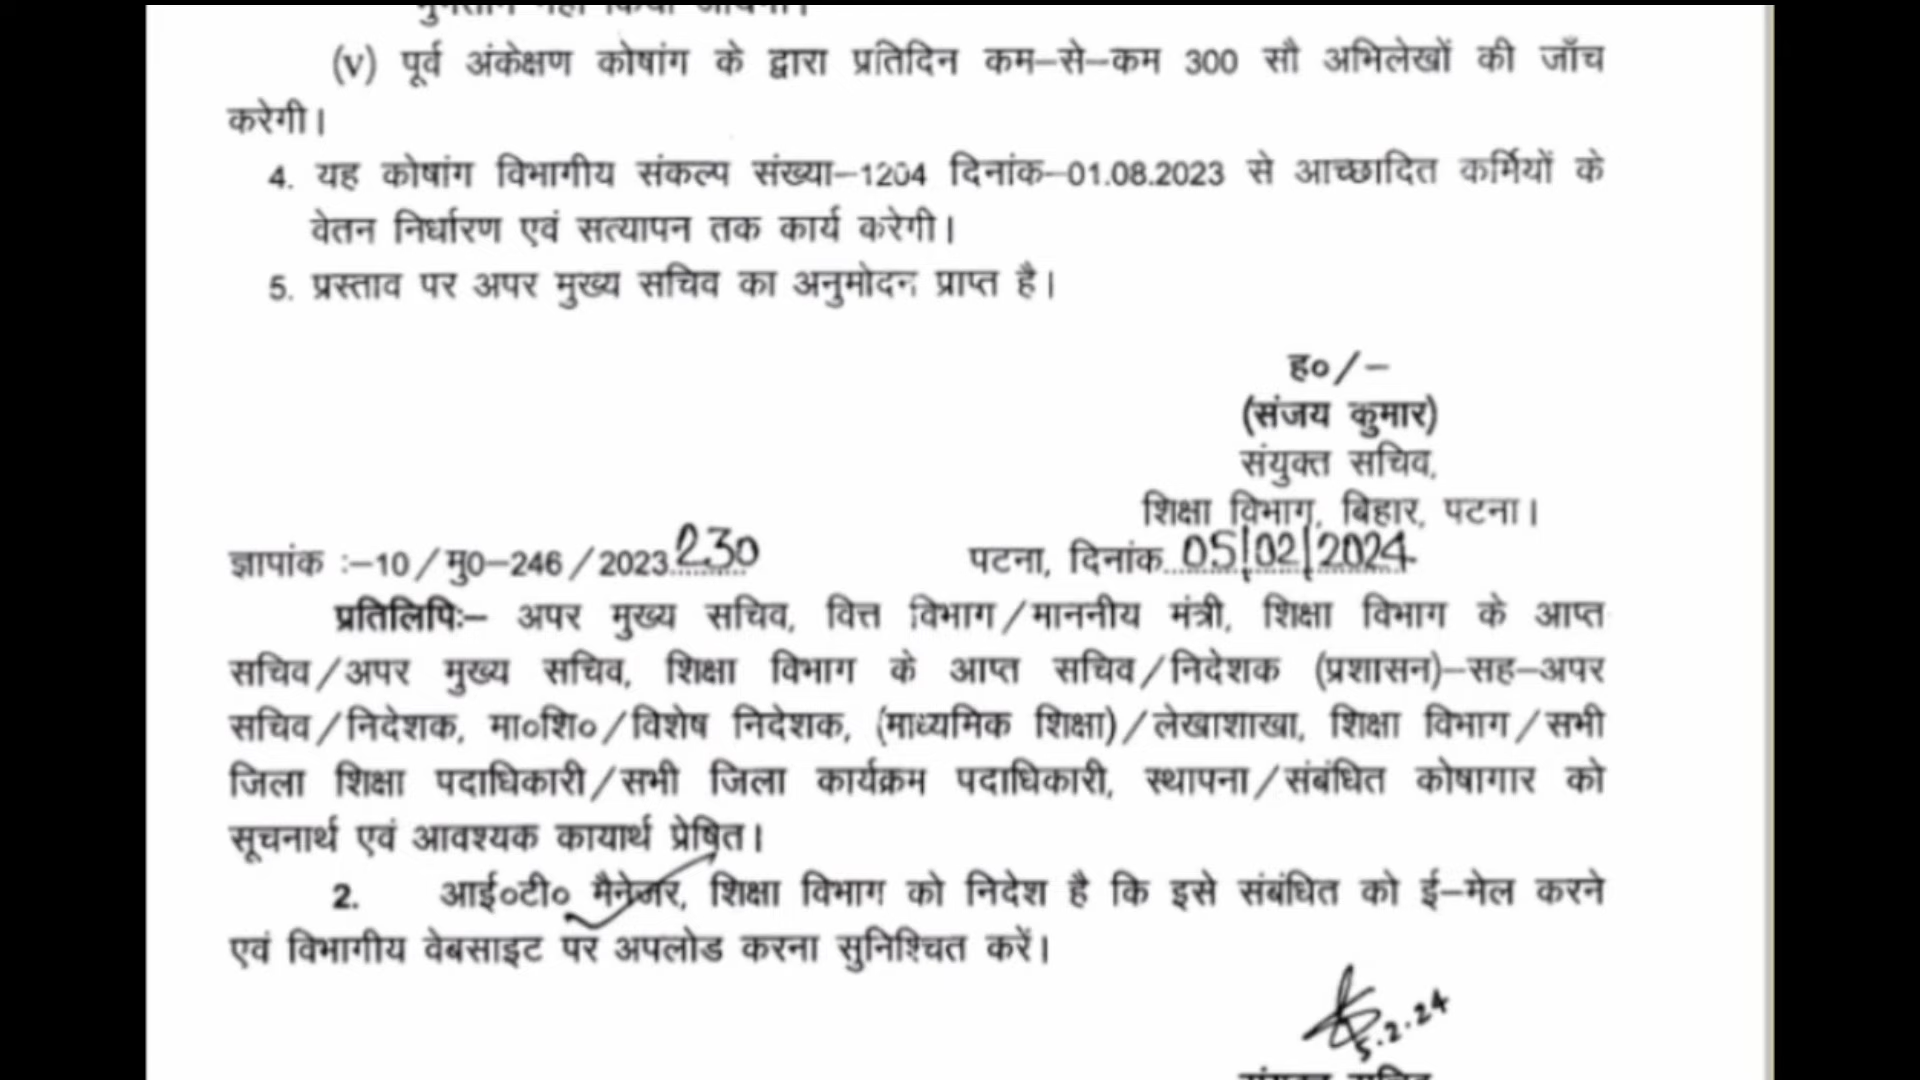 (v) पूर्व अंकेक्षण कोषांग के द्वारा प्रतिदिन कम–से–कम 300 सौ अभिलेखों की जाँच
करेगी।
4. यह कोषांग विभागीय संकल्प संख्या–1204 दिनांक–01.08.2023 से आच्छादित कर्मियों के
वेतन निर्धारण एवं सत्यापन तक कार्य करेगी।
5. प्रस्ताव पर अपर मुख्य सचिव का अनुमोदन प्राप्त है।
ह०/–
(संजय कुमार)
संयुक्त सचिव,
शिक्षा विभाग, बिहार, पटना।
ज्ञापांक :–10/मु0–246/2023 230 पटना, दिनांक 05/02/2024
प्रतिलिपिः– अपर मुख्य सचिव, वित्त विभाग/माननीय मंत्री, शिक्षा विभाग के आप्त
सचिव/अपर मुख्य सचिव, शिक्षा विभाग के आप्त सचिव/निदेशक (प्रशासन)–सह–अपर
सचिव/निदेशक, मा०शि०/विशेष निदेशक, (माध्यमिक शिक्षा)/लेखाशाखा, शिक्षा विभाग/सभी
जिला शिक्षा पदाधिकारी/सभी जिला कार्यक्रम पदाधिकारी, स्थापना/संबंधित कोषागार को
सूचनार्थ एवं आवश्यक कायार्थ प्रेषित।
2. आई०टी० मैनेजर, शिक्षा विभाग को निदेश है कि इसे संबंधित को ई–मेल करने
एवं विभागीय वेबसाइट पर अपलोड करना सुनिश्चित करें।
5.2.24